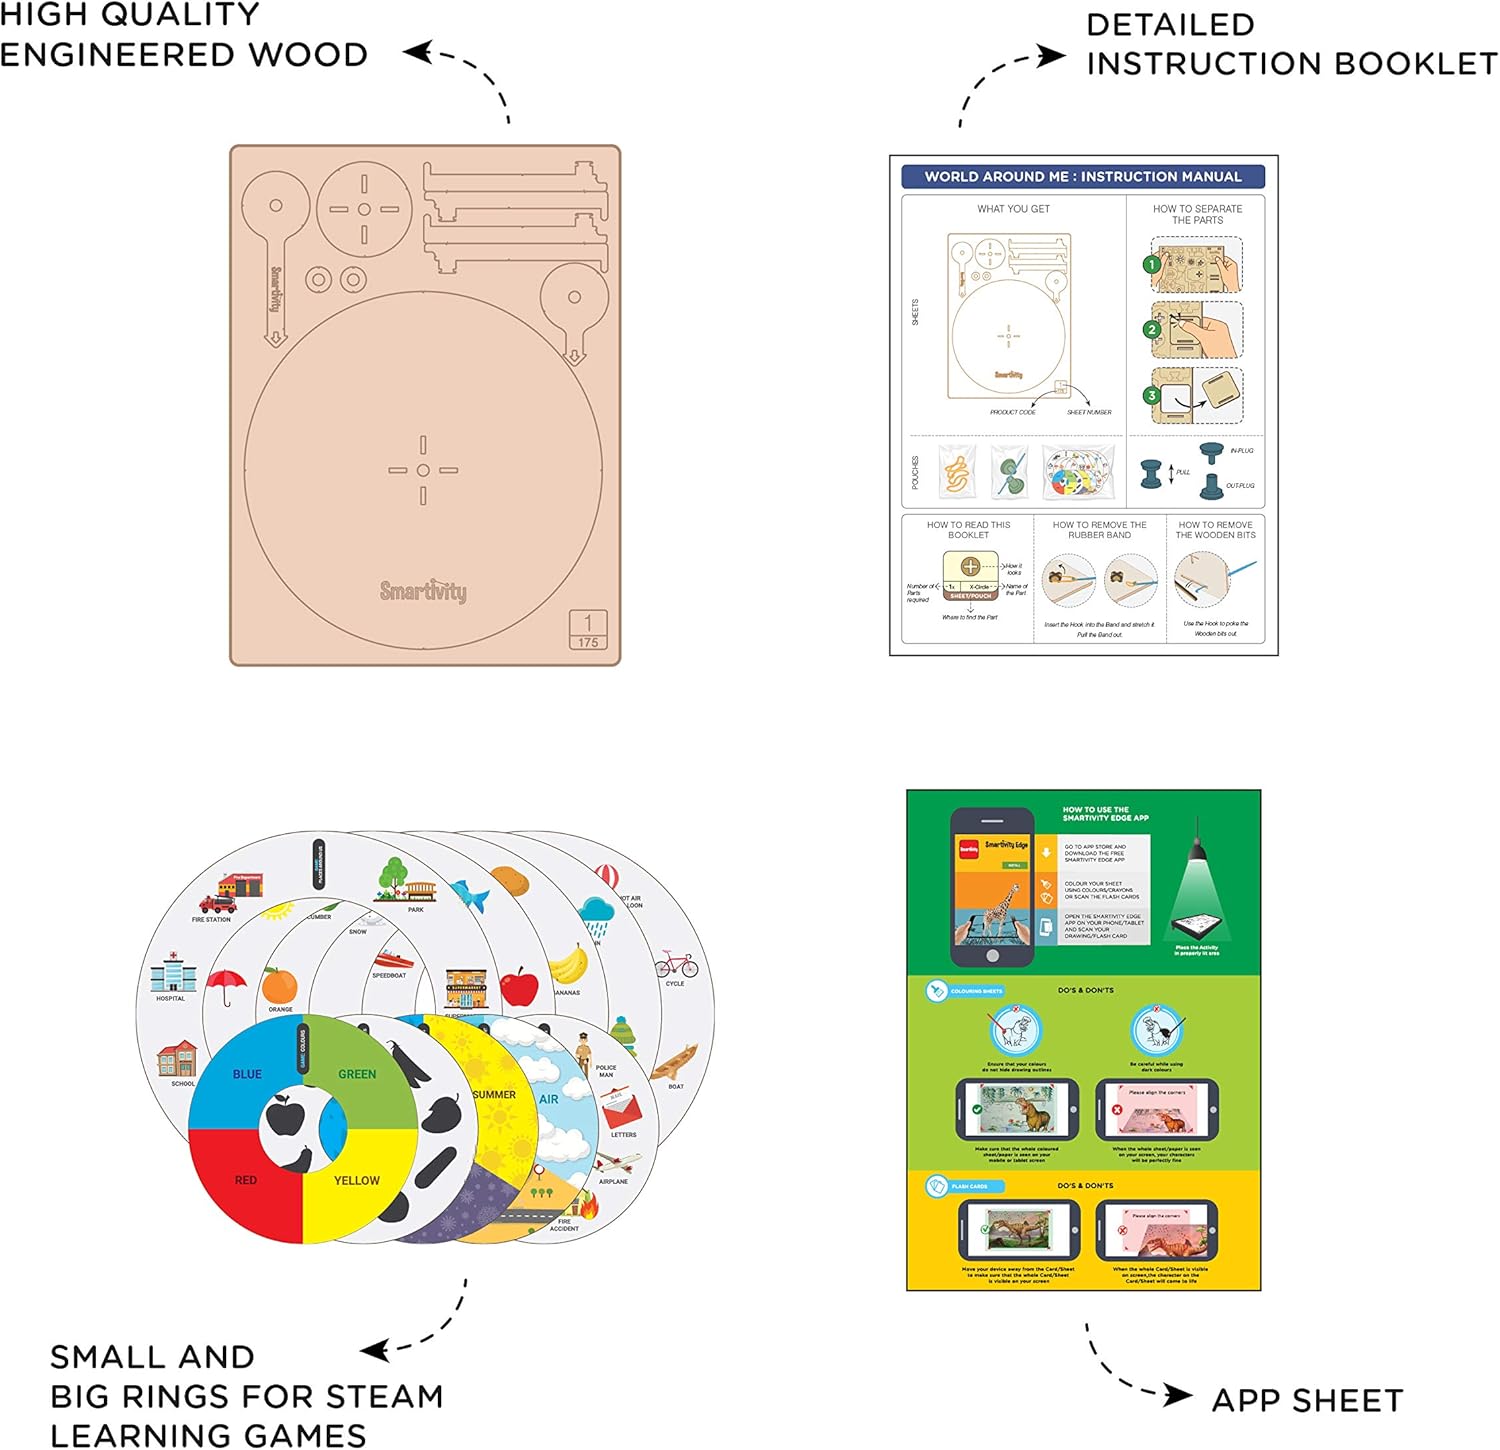 HIGH QUALITY
ENGINEERED WOOD
DETAILED
INSTRUCTION BOOKLET
Smartivity
Smartivity
1
175
WORLD AROUND ME : INSTRUCTION MANUAL
WHAT YOU GET
HOW TO SEPARATE
THE PARTS
SHEETS
Smartivity
1
2
3
PRODUCT CODE
SHEET NUMBER
POUCHES
PULL
IN-PLUG
OUT-PLUG
HOW TO READ THIS
BOOKLET
How it
looks
Number of
Parts
required
1x
X-Circle
Name of
the Part
SHEET/POUCH
Where to find the Part
HOW TO REMOVE THE
RUBBER BAND
Insert the Hook into the Band and stretch it.
Pull the Band out.
HOW TO REMOVE
THE WOODEN BITS
Use the Hook to poke the
Wooden bits out.
Fire Department
FIRE STATION
PARK
UMBER
SNOW
HOT AIR
LOON
HOSPITAL
ORANGE
SPEEDBOAT
SUPERMARKET
ANANAS
IN
CYCLE
SCHOOL
BOAT
GAME: COLOURS
BLUE
GREEN
RED
YELLOW
SUMMER
AIR
POLICE
MAN
LETTERS
AIRPLANE
FIRE
ACCIDENT
HOW TO USE THE
SMARTIVITY EDGE APP
Smartivity
Smartivity Edge
INSTALL
GO TO APP STORE AND
DOWNLOAD THE FREE
SMARTIVITY EDGE APP
COLOUR YOUR SHEET
USING COLOURS/CRAYONS
OR SCAN THE FLASH CARDS
OPEN THE SMARTIVITY EDGE
APP ON YOUR PHONE/TABLET
AND SCAN YOUR
DRAWING/FLASH CARD
Place the Activity
in properly lit area
COLOURING SHEETS
DO'S & DON'TS
Ensure that your colours
do not hide drawing outlines
Be careful while using
dark colours
Please align the corners
Make sure that the whole coloured
sheet/paper is seen on your
mobile or tablet screen
When the whole sheet/paper is seen
on your screen, your characters
will be perfectly fine
FLASH CARDS
DO'S & DON'TS
Please align the corners
Move your device away from the Card/Sheet
to make sure that the whole Card/Sheet
is visible on your screen
When the whole Card/Sheet is visible
on screen,the character on the
Card/Sheet will come to life
SMALL AND
BIG RINGS FOR STEAM
LEARNING GAMES
APP SHEET